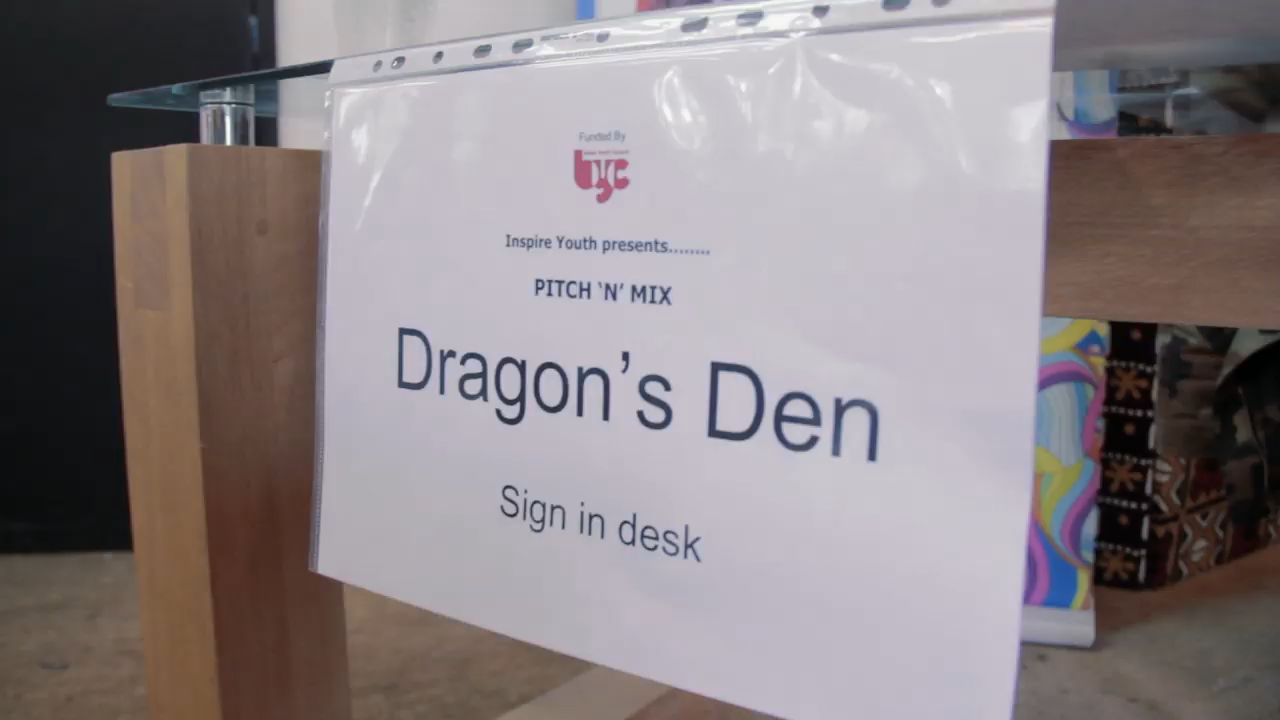 Funded By
Inspire Youth presents........
PITCH ‘N’ MIX
Dragon’s Den
Sign in desk